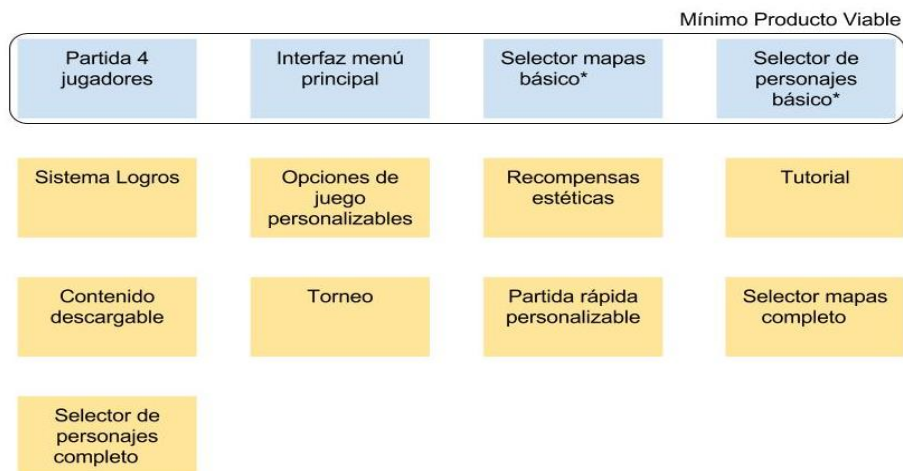 Mínimo Producto Viable
Partida 4
jugadores
Interfaz menú
principal
Selector mapas
básico*
Selector de
personajes
básico*
Sistema Logros
Opciones de
juego
personalizables
Recompensas
estéticas
Tutorial
Contenido
descargable
Torneo
Partida rápida
personalizable
Selector mapas
completo
Selector de
personajes
completo